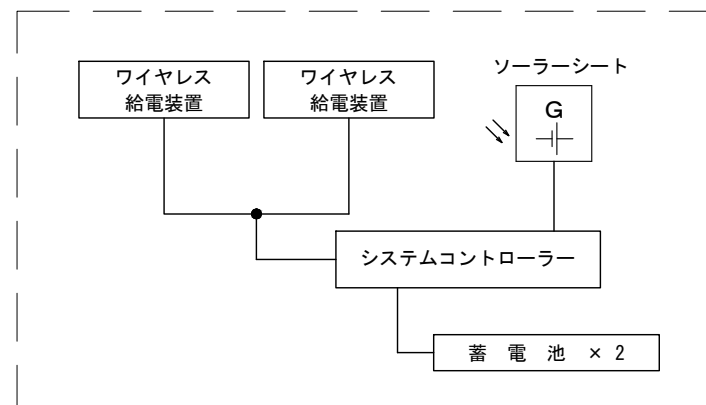 ワイヤレス
給電装置
ワイヤレス
給電装置
ソーラーシート
G
システムコントローラー
蓄 電 池 × 2